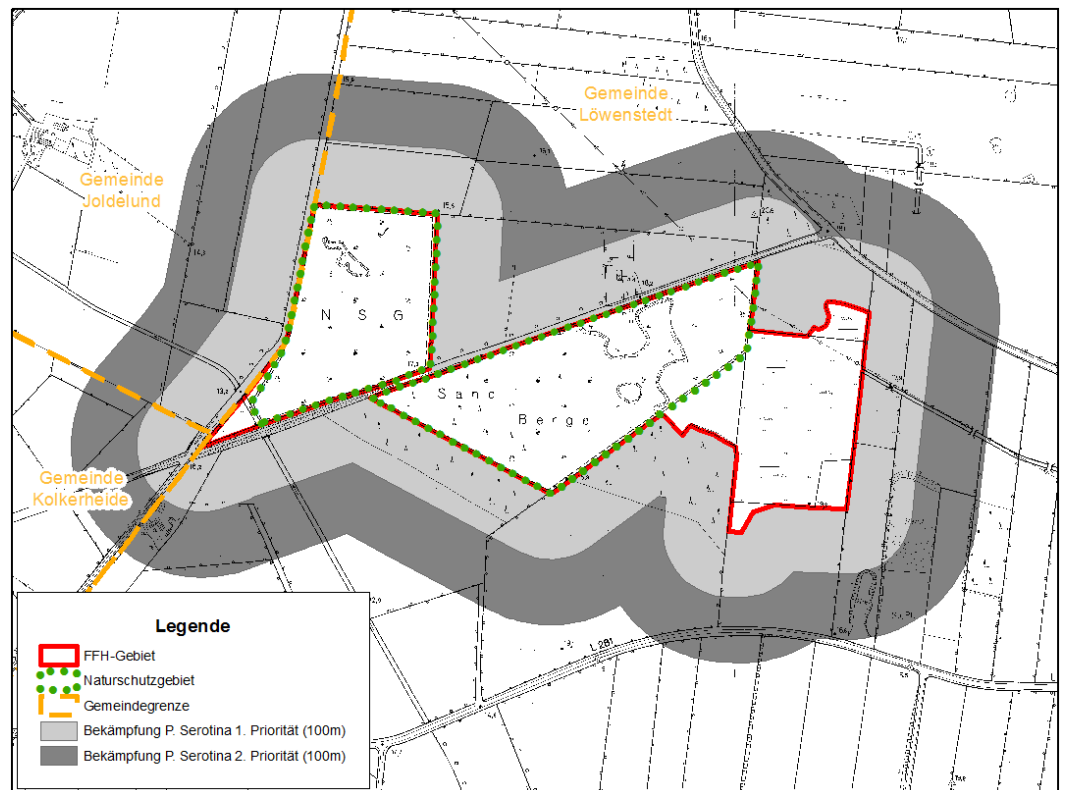 Gemeinde
Löwenstedt
Gemeinde
Joldelund
N S G
Sand
Berge
Gemeinde
Kolkerheide
L 281
Legende
FFH-Gebiet
Naturschutzgebiet
Gemeindegrenze
Bekämpfung P. Serotina 1. Priorität (100m)
Bekämpfung P. Serotina 2. Priorität (100m)